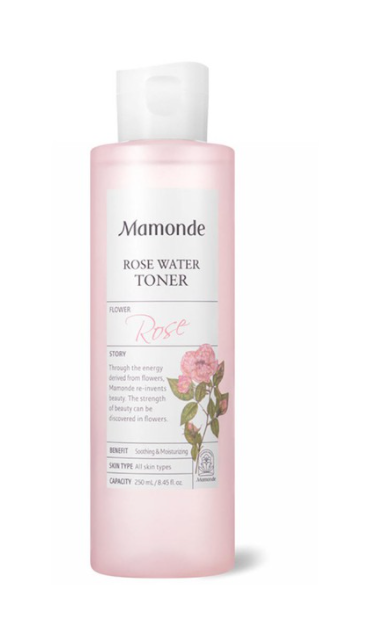 Mamonde
ROSE WATER
TONER
FLOWER
Rose
STORY
Through the energy
derived from flowers,
Mamonde re-invents
beauty. The strength
of beauty can be
discovered in flowers.
BENEFIT Soothing & Moisturizing
SKIN TYPE All skin types
CAPACITY 250 mL / 8.45 fl. oz.
Mamonde